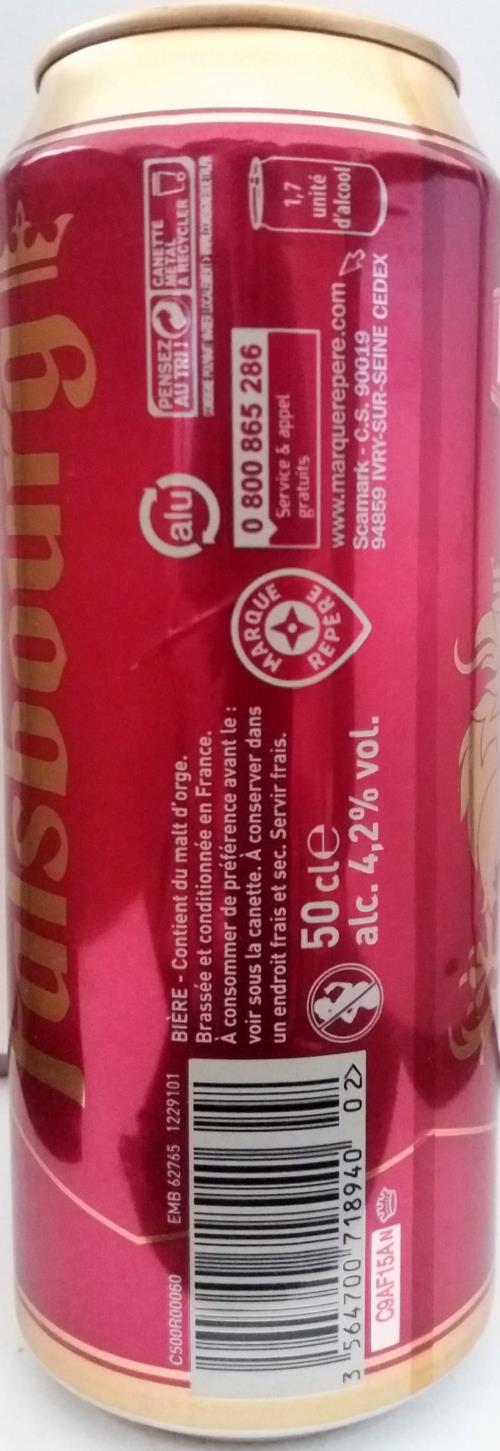 PENSEZ
AU TRI !
CANETTE
MÉTAL
À RECYCLER
1,7
unité
d'alcool
alu
0 800 865 286
Service & appel
gratuits
www.marquerepere.com
Scamark - C.S. 90019
94859 IVRY-SUR-SEINE CEDEX
MARQUE
REPÈRE
BIÈRE - Contient du malt d'orge.
Brassée et conditionnée en France.
À consommer de préférence avant le :
voir sous la canette. À conserver dans
un endroit frais et sec. Servir frais.
50 cl e
alc. 4,2% vol.
C500R00060 EMB 62765 1229101
3 564700 718940 02>
C9AF15AN